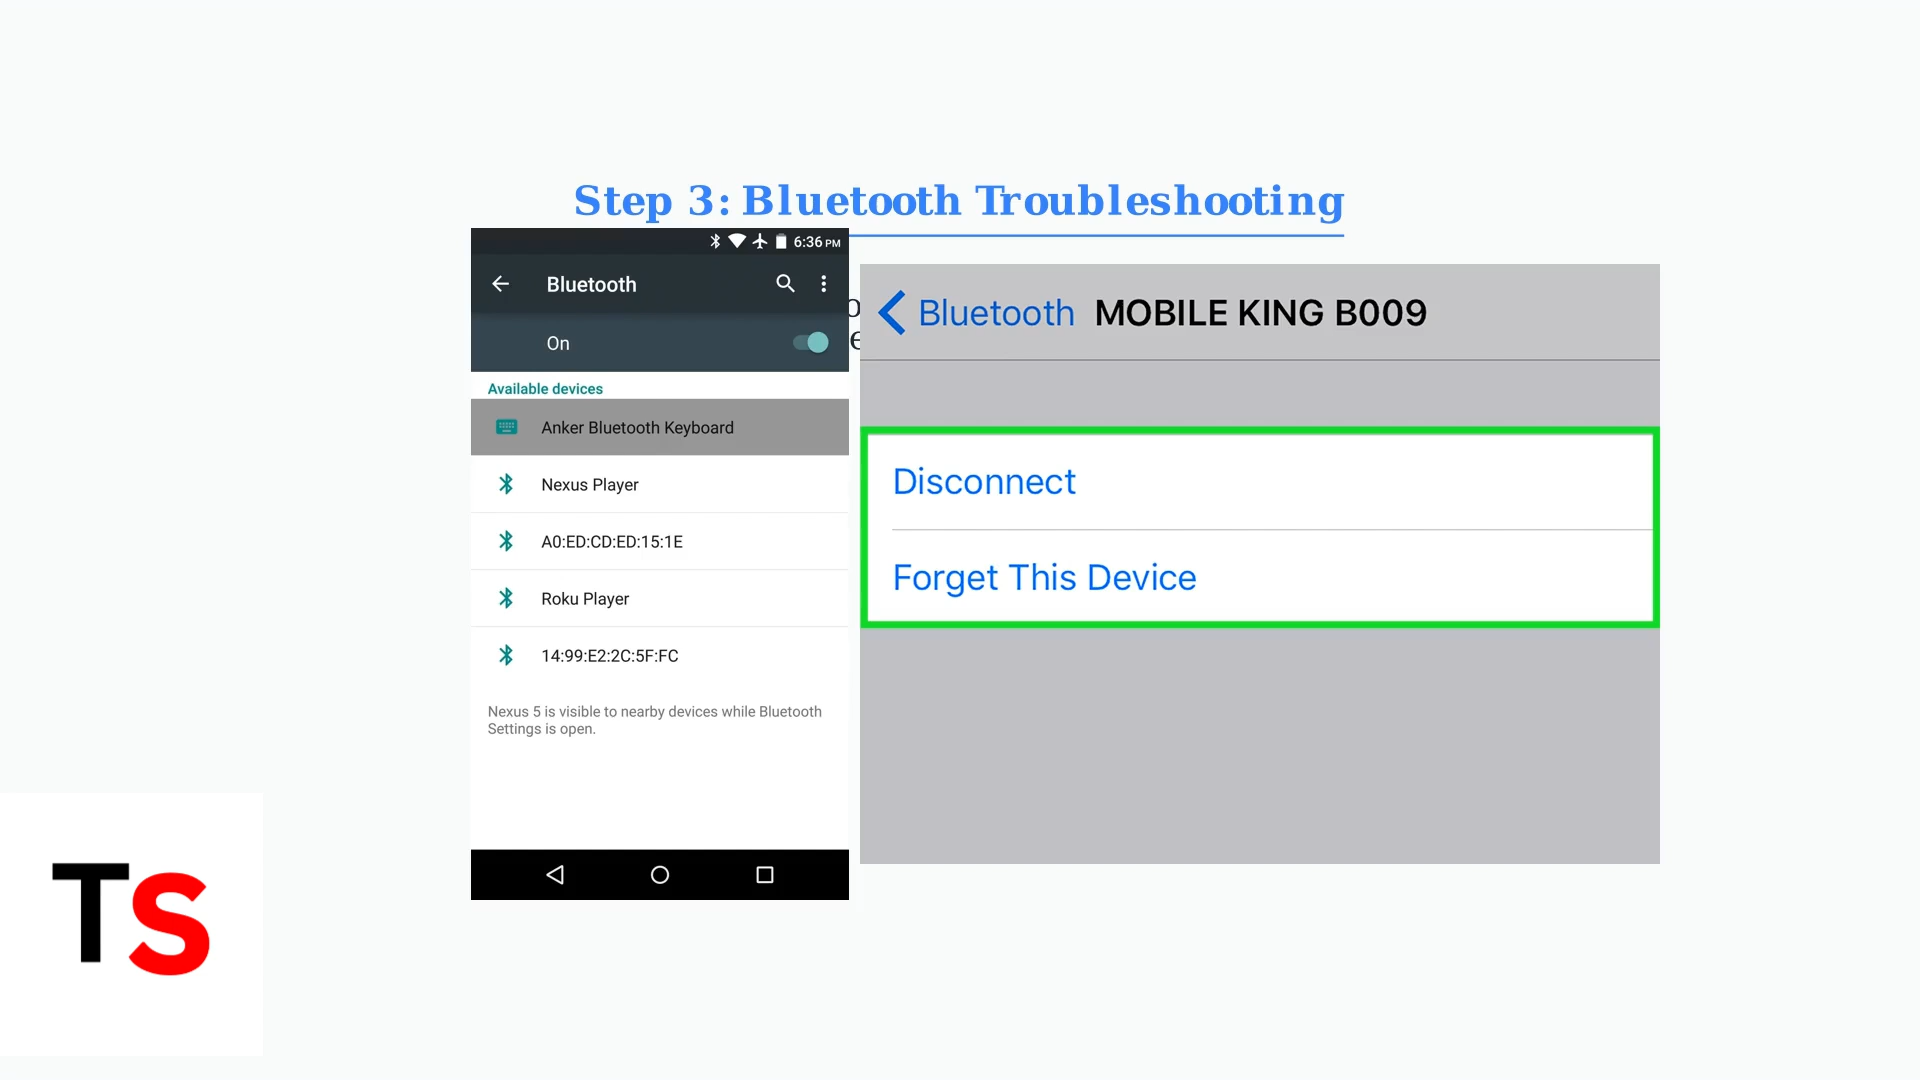 Step 3: Bluetooth Troubleshooting
6:36 PM
Bluetooth
On
Available devices
Anker Bluetooth Keyboard
Nexus Player
A0:ED:CD:ED:15:1E
Roku Player
14:99:E2:2C:5F:FC
Nexus 5 is visible to nearby devices while Bluetooth
Settings is open.
Bluetooth MOBILE KING B009
Disconnect
Forget This Device
TS